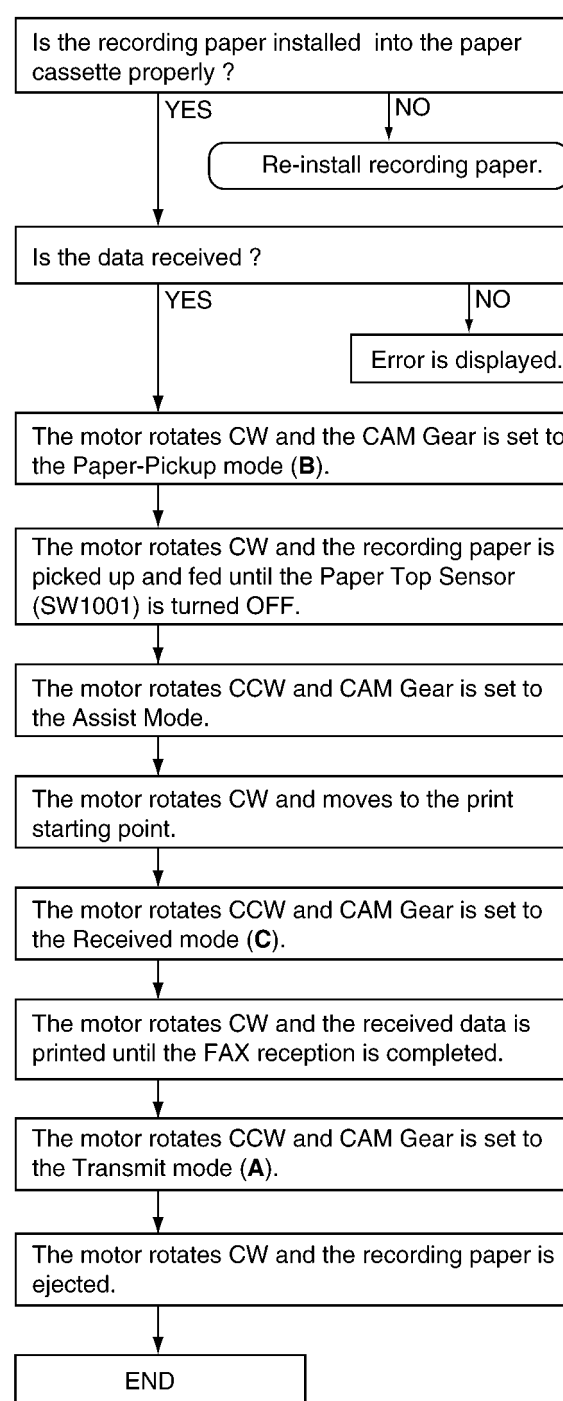 Is the recording paper installed into the paper
cassette properly ?
YES
NO
Re-install recording paper.
Is the data received ?
YES
NO
Error is displayed.
The motor rotates CW and the CAM Gear is set to
the Paper-Pickup mode (B).
The motor rotates CW and the recording paper is
picked up and fed until the Paper Top Sensor
(SW1001) is turned OFF.
The motor rotates CCW and CAM Gear is set to
the Assist Mode.
The motor rotates CW and moves to the print
starting point.
The motor rotates CCW and CAM Gear is set to
the Received mode (C).
The motor rotates CW and the received data is
printed until the FAX reception is completed.
The motor rotates CCW and CAM Gear is set to
the Transmit mode (A).
The motor rotates CW and the recording paper is
ejected.
END